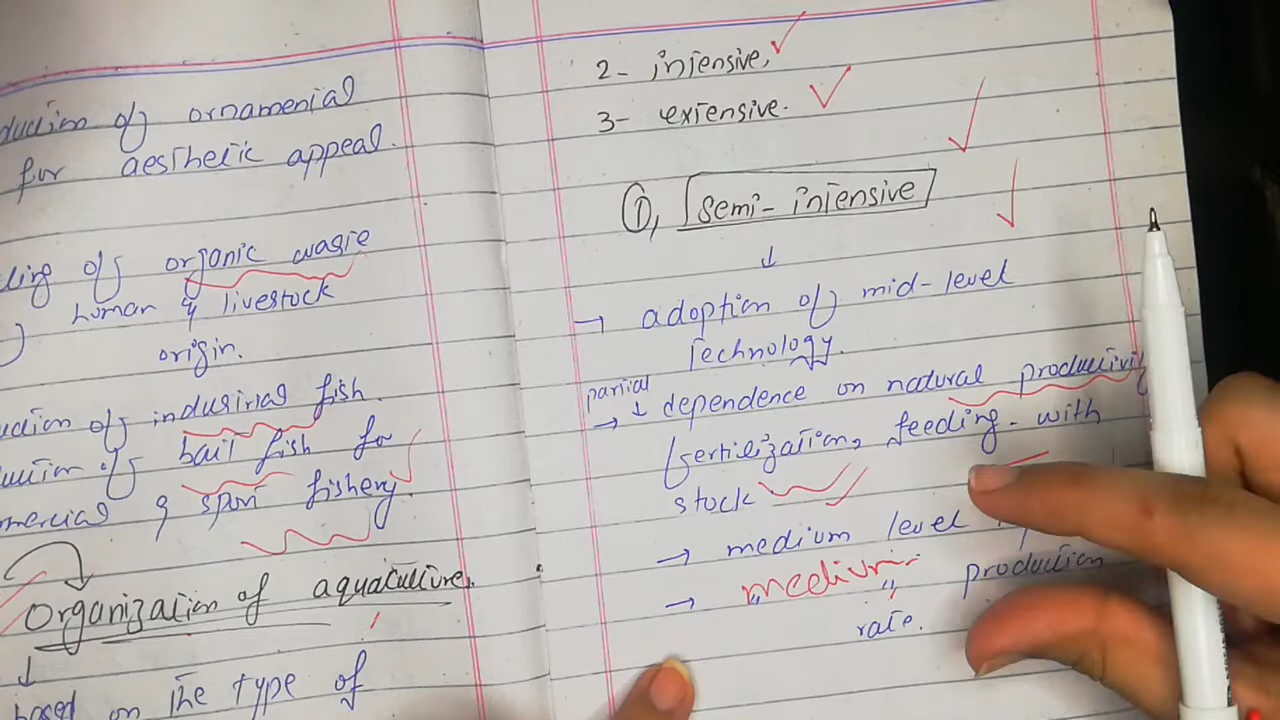 duction of ornamental
for aesthetic appeal.
ling of organic waste
human & livestock
origin.
uction of industrial fish.
uction of bait fish for
mercial & sport fishery.
Organization of aquaculture.
based on the type of
2- intensive,
3- extensive.
①, semi-intensive
→ adoption of mid-level
Technology.
partial
→ dependence on natural productivit
(fertilization, feeding. with
stock
→ medium level
→ medium " production
rate.